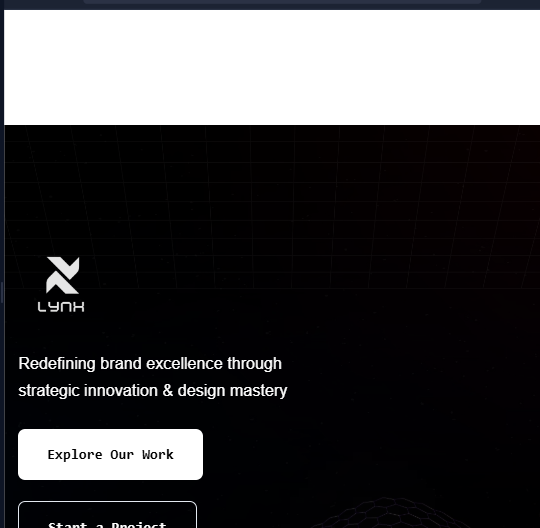 LYNX
Redefining brand excellence through
strategic innovation & design mastery
Explore Our Work
Start a Project